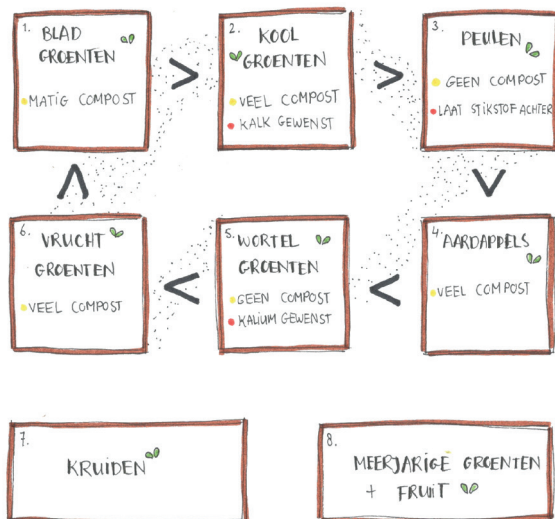 1. BLAD
GROENTEN
MATIG COMPOST
2. KOOL
GROENTEN
VEEL COMPOST
KALK GEWENST
3. PEULEN
GEEN COMPOST
LAAT STIKSTOF ACHTER
4. AARDAPPELS
VEEL COMPOST
5. WORTEL
GROENTEN
GEEN COMPOST
KALIUM GEWENST
6. VRUCHT
GROENTEN
VEEL COMPOST
7.
KRUIDEN
8.
MEERJARIGE GROENTEN
+ FRUIT